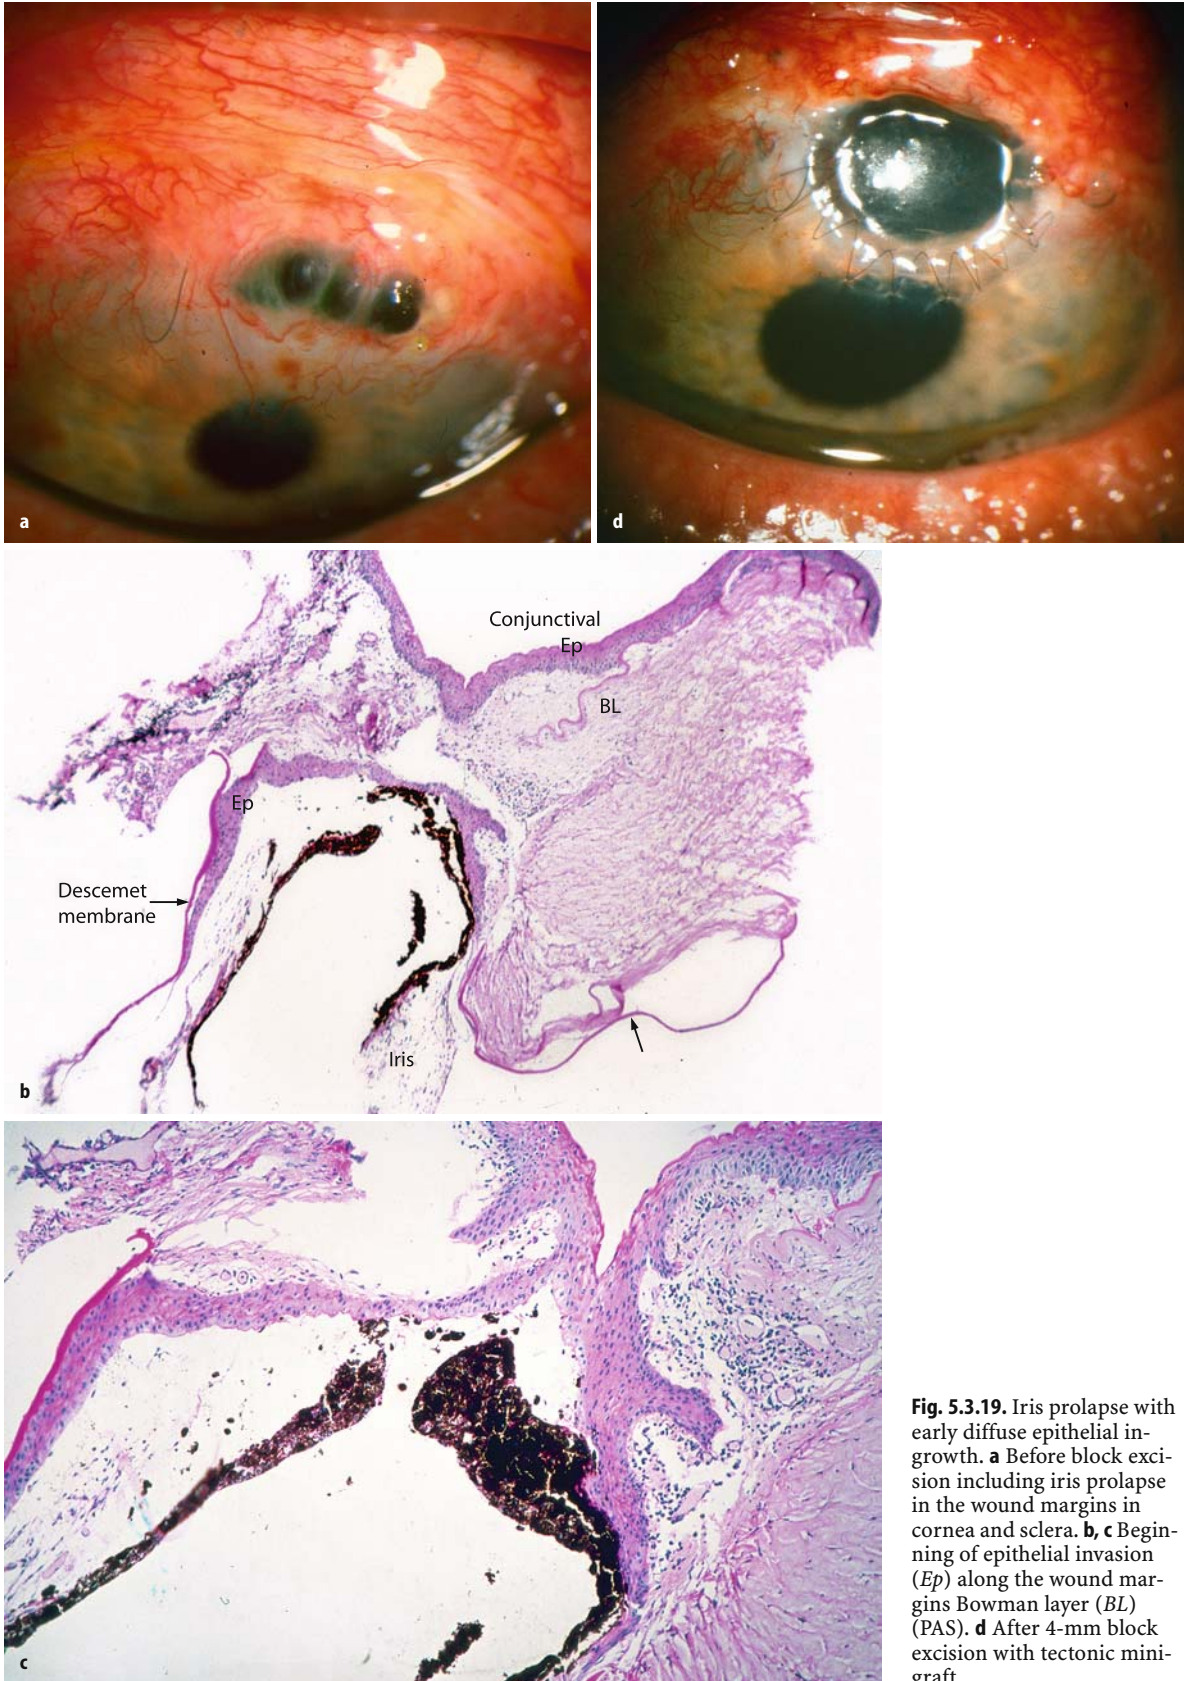 a
d
Conjunctival
Ep
BL
Ep
Descemet
membrane
Iris
b
c
Fig. 5.3.19. Iris prolapse with
early diffuse epithelial in-
growth. a Before block exci-
sion including iris prolapse
in the wound margins in
cornea and sclera. b, c Begin-
ning of epithelial invasion
(Ep) along the wound mar-
gins Bowman layer (BL)
(PAS). d After 4-mm block
excision with tectonic mini-
graft